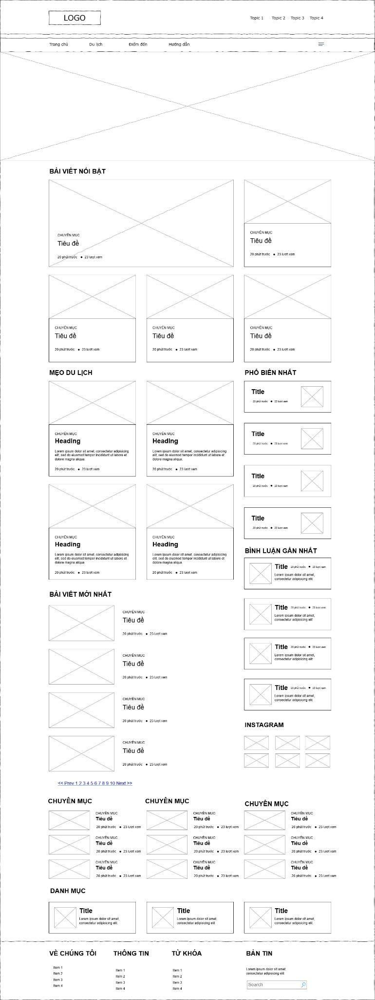 LOGO
Topic 1 Topic 2 Topic 3 Topic 4
Trang chủ Du lịch Điểm đến Hướng dẫn
BÀI VIẾT NỔI BẬT
CHUYÊN MỤC
Tiêu đề
20 phút trước ● 23 lượt xem
CHUYÊN MỤC
Tiêu đề
20 phút trước ● 23 lượt xem
CHUYÊN MỤC
Tiêu đề
20 phút trước ● 23 lượt xem
CHUYÊN MỤC
Tiêu đề
20 phút trước ● 23 lượt xem
CHUYÊN MỤC
Tiêu đề
20 phút trước ● 23 lượt xem
MẸO DU LỊCH
CHUYÊN MỤC
Heading
Lorem ipsum dolor sit amet, consectetur adipisicing
elit, sed do eiusmod tempor incididunt ut labore et
dolore magna aliqua.
20 phút trước ● 23 lượt xem
CHUYÊN MỤC
Heading
Lorem ipsum dolor sit amet, consectetur adipisicing
elit, sed do eiusmod tempor incididunt ut labore et
dolore magna aliqua.
20 phút trước ● 23 lượt xem
CHUYÊN MỤC
Heading
Lorem ipsum dolor sit amet, consectetur adipisicing
elit, sed do eiusmod tempor incididunt ut labore et
dolore magna aliqua.
20 phút trước ● 23 lượt xem
CHUYÊN MỤC
Heading
Lorem ipsum dolor sit amet, consectetur adipisicing
elit, sed do eiusmod tempor incididunt ut labore et
dolore magna aliqua.
20 phút trước ● 23 lượt xem
PHỔ BIẾN NHẤT
Title
20 phút trước ● 23 lượt xem
Title
20 phút trước ● 23 lượt xem
Title
20 phút trước ● 23 lượt xem
Title
20 phút trước ● 23 lượt xem
BÌNH LUẬN GẦN NHẤT
Title 20 phút trước ● 23 lượt xem
Lorem ipsum dolor sit amet,
consectetur adipisicing elit
Title 20 phút trước ● 23 lượt xem
Lorem ipsum dolor sit amet,
consectetur adipisicing elit
Title 20 phút trước ● 23 lượt xem
Lorem ipsum dolor sit amet,
consectetur adipisicing elit
Title 20 phút trước ● 23 lượt xem
Lorem ipsum dolor sit amet,
consectetur adipisicing elit
INSTAGRAM
BÀI VIẾT MỚI NHẤT
CHUYÊN MỤC
Tiêu đề
20 phút trước ● 23 lượt xem
CHUYÊN MỤC
Tiêu đề
20 phút trước ● 23 lượt xem
CHUYÊN MỤC
Tiêu đề
20 phút trước ● 23 lượt xem
CHUYÊN MỤC
Tiêu đề
20 phút trước ● 23 lượt xem
<< Prev 1 2 3 4 5 6 7 8 9 10 Next >>
CHUYÊN MỤC
CHUYÊN MỤC
Tiêu đề
20 phút trước ● 23 lượt xem
CHUYÊN MỤC
Tiêu đề
20 phút trước ● 23 lượt xem
CHUYÊN MỤC
Tiêu đề
20 phút trước ● 23 lượt xem
CHUYÊN MỤC
CHUYÊN MỤC
Tiêu đề
20 phút trước ● 23 lượt xem
CHUYÊN MỤC
Tiêu đề
20 phút trước ● 23 lượt xem
CHUYÊN MỤC
Tiêu đề
20 phút trước ● 23 lượt xem
CHUYÊN MỤC
CHUYÊN MỤC
Tiêu đề
20 phút trước ● 23 lượt xem
CHUYÊN MỤC
Tiêu đề
20 phút trước ● 23 lượt xem
CHUYÊN MỤC
Tiêu đề
20 phút trước ● 23 lượt xem
DANH MỤC
Title
Lorem ipsum dolor sit amet,
consectetur adipisicing elit
Title
Lorem ipsum dolor sit amet,
consectetur adipisicing elit
Title
Lorem ipsum dolor sit amet,
consectetur adipisicing elit
VỀ CHÚNG TÔI
Item 1
Item 2
Item 3
Item 4
THÔNG TIN
Item 1
Item 2
Item 3
Item 4
TỪ KHÓA
Item 1
Item 2
Item 3
Item 4
BẢN TIN
Lorem ipsum dolor sit amet,
consectetur adipisicing elit
Search